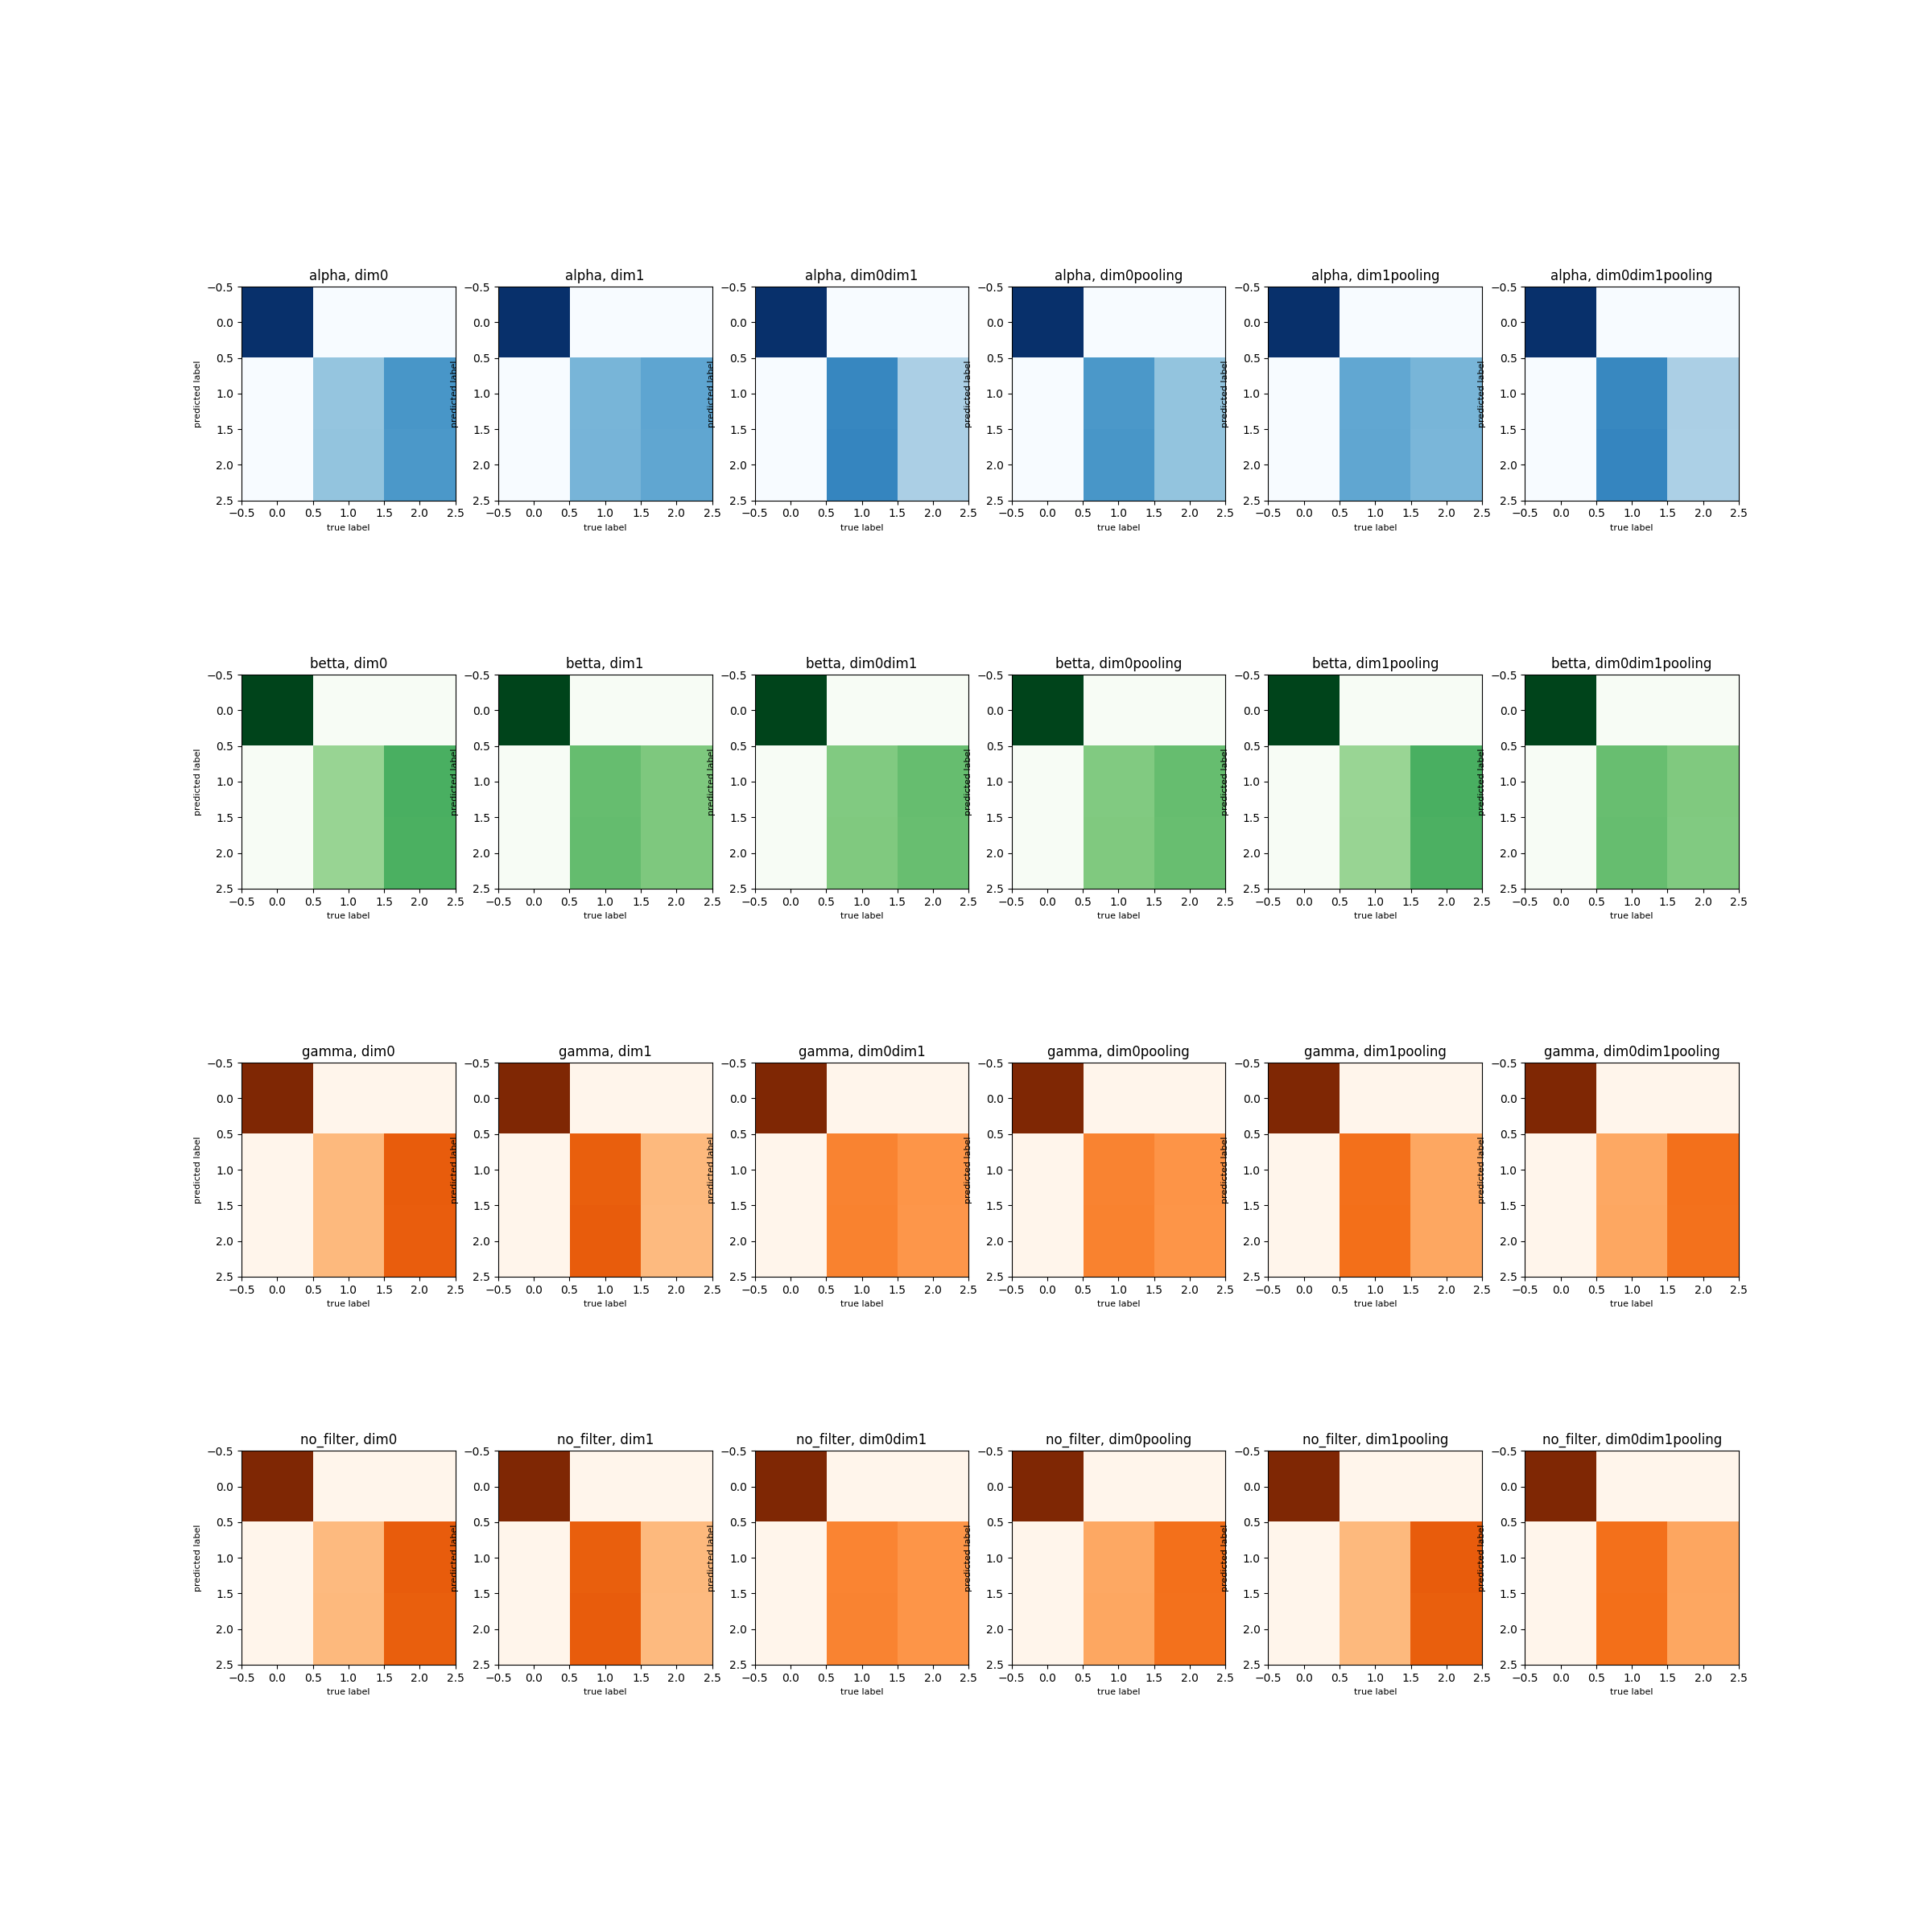 alpha, dim0 alpha, dim1 alpha, dim0dim1 alpha, dim0pooling alpha, dim1pooling alpha, dim0dim1pooling
−0.5 −0.5 −0.5 −0.5 −0.5 −0.5
0.0 0.0 0.0 0.0 0.0 0.0
0.5 0.5 0.5 0.5 0.5 0.5
predicted label predicted label predicted label predicted label predicted label predicted label
1.0 1.0 1.0 1.0 1.0 1.0
1.5 1.5 1.5 1.5 1.5 1.5
2.0 2.0 2.0 2.0 2.0 2.0
2.5 2.5 2.5 2.5 2.5 2.5
−0.5 0.0 0.5 1.0 1.5 2.0 2.5 −0.5 0.0 0.5 1.0 1.5 2.0 2.5 −0.5 0.0 0.5 1.0 1.5 2.0 2.5 −0.5 0.0 0.5 1.0 1.5 2.0 2.5 −0.5 0.0 0.5 1.0 1.5 2.0 2.5 −0.5 0.0 0.5 1.0 1.5 2.0 2.5
true label true label true label true label true label true label
betta, dim0 betta, dim1 betta, dim0dim1 betta, dim0pooling betta, dim1pooling betta, dim0dim1pooling
−0.5 −0.5 −0.5 −0.5 −0.5 −0.5
0.0 0.0 0.0 0.0 0.0 0.0
0.5 0.5 0.5 0.5 0.5 0.5
predicted label predicted label predicted label predicted label predicted label predicted label
1.0 1.0 1.0 1.0 1.0 1.0
1.5 1.5 1.5 1.5 1.5 1.5
2.0 2.0 2.0 2.0 2.0 2.0
2.5 2.5 2.5 2.5 2.5 2.5
−0.5 0.0 0.5 1.0 1.5 2.0 2.5 −0.5 0.0 0.5 1.0 1.5 2.0 2.5 −0.5 0.0 0.5 1.0 1.5 2.0 2.5 −0.5 0.0 0.5 1.0 1.5 2.0 2.5 −0.5 0.0 0.5 1.0 1.5 2.0 2.5 −0.5 0.0 0.5 1.0 1.5 2.0 2.5
true label true label true label true label true label true label
gamma, dim0 gamma, dim1 gamma, dim0dim1 gamma, dim0pooling gamma, dim1pooling gamma, dim0dim1pooling
−0.5 −0.5 −0.5 −0.5 −0.5 −0.5
0.0 0.0 0.0 0.0 0.0 0.0
0.5 0.5 0.5 0.5 0.5 0.5
predicted label predicted label predicted label predicted label predicted label predicted label
1.0 1.0 1.0 1.0 1.0 1.0
1.5 1.5 1.5 1.5 1.5 1.5
2.0 2.0 2.0 2.0 2.0 2.0
2.5 2.5 2.5 2.5 2.5 2.5
−0.5 0.0 0.5 1.0 1.5 2.0 2.5 −0.5 0.0 0.5 1.0 1.5 2.0 2.5 −0.5 0.0 0.5 1.0 1.5 2.0 2.5 −0.5 0.0 0.5 1.0 1.5 2.0 2.5 −0.5 0.0 0.5 1.0 1.5 2.0 2.5 −0.5 0.0 0.5 1.0 1.5 2.0 2.5
true label true label true label true label true label true label
no_filter, dim0 no_filter, dim1 no_filter, dim0dim1 no_filter, dim0pooling no_filter, dim1pooling no_filter, dim0dim1pooling
−0.5 −0.5 −0.5 −0.5 −0.5 −0.5
0.0 0.0 0.0 0.0 0.0 0.0
0.5 0.5 0.5 0.5 0.5 0.5
predicted label predicted label predicted label predicted label predicted label predicted label
1.0 1.0 1.0 1.0 1.0 1.0
1.5 1.5 1.5 1.5 1.5 1.5
2.0 2.0 2.0 2.0 2.0 2.0
2.5 2.5 2.5 2.5 2.5 2.5
−0.5 0.0 0.5 1.0 1.5 2.0 2.5 −0.5 0.0 0.5 1.0 1.5 2.0 2.5 −0.5 0.0 0.5 1.0 1.5 2.0 2.5 −0.5 0.0 0.5 1.0 1.5 2.0 2.5 −0.5 0.0 0.5 1.0 1.5 2.0 2.5 −0.5 0.0 0.5 1.0 1.5 2.0 2.5
true label true label true label true label true label true label